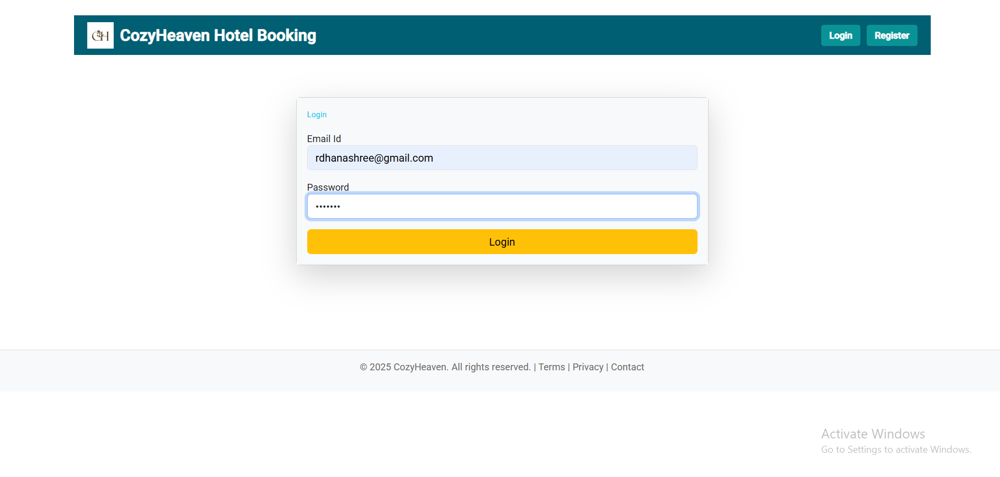 CH CozyHeaven Hotel Booking Login Register
Login
Email Id
rdhanashree@gmail.com
Password
•••••••
Login
© 2025 CozyHeaven. All rights reserved. | Terms | Privacy | Contact
Activate Windows
Go to Settings to activate Windows.